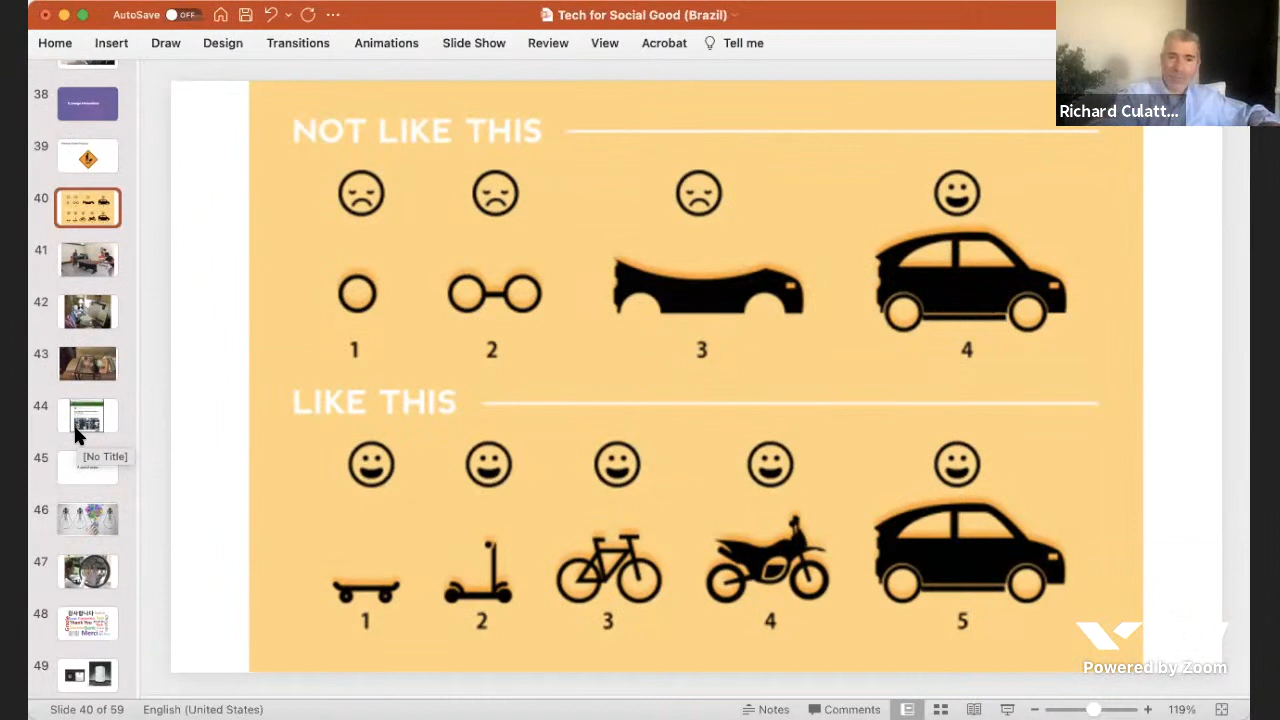 AutoSave OFF Tech for Social Good (Brazil)
Home Insert Draw Design Transitions Animations Slide Show Review View Acrobat Tell me
Richard Culatt...
38
39
40
41
42
43
44
45
46
47
48
49
[No Title]
NOT LIKE THIS
1 2 3 4
LIKE THIS
1 2 3 4 5
Powered by Zoom
Slide 40 of 59 English (United States) Notes Comments 119%